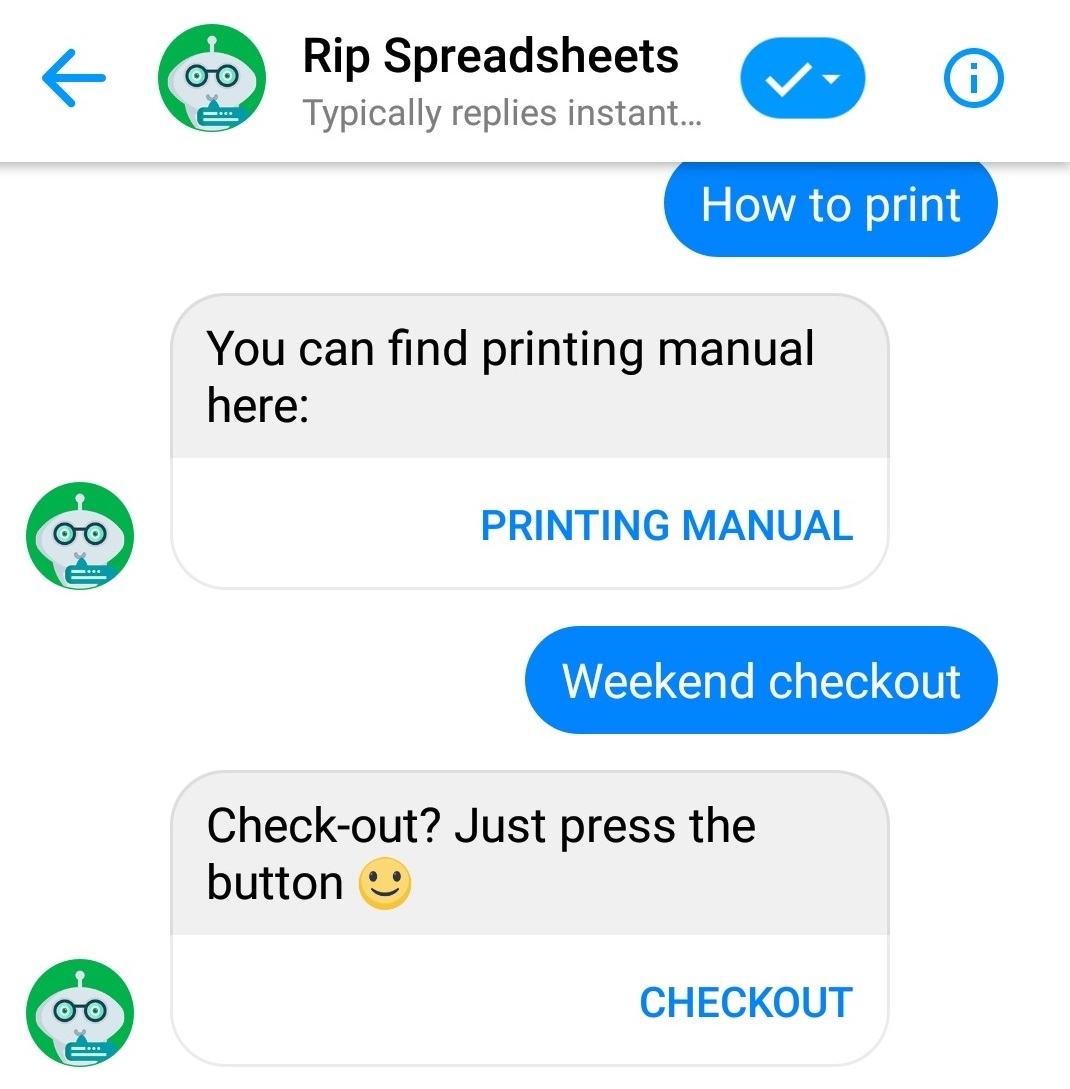 Rip Spreadsheets
Typically replies instant...
How to print
You can find printing manual
here:
PRINTING MANUAL
Weekend checkout
Check-out? Just press the
button 🙂
CHECKOUT